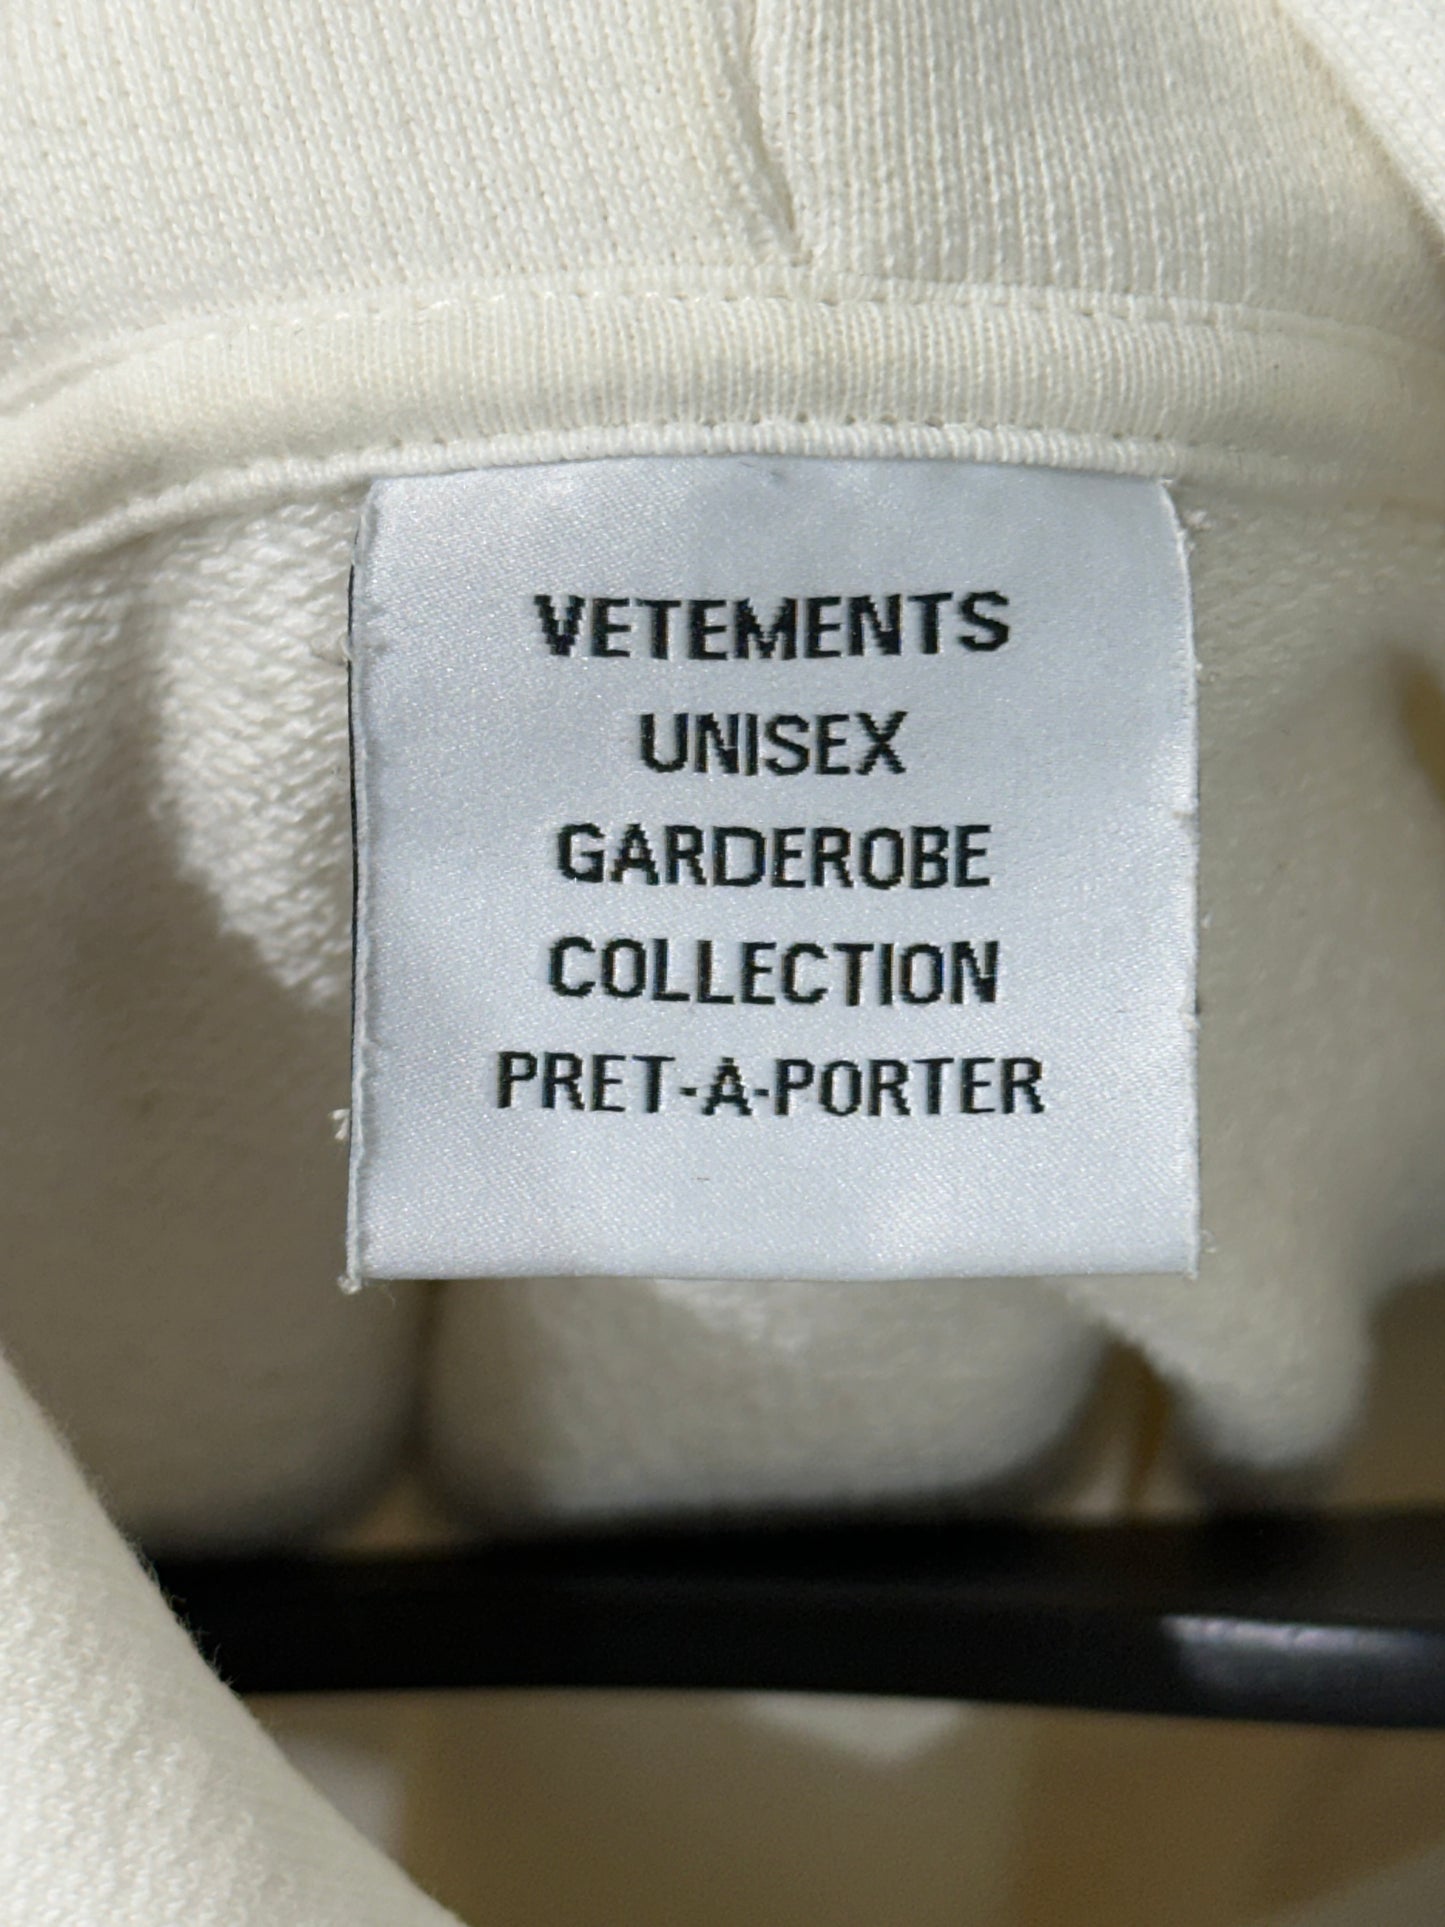 VETEMENTS
UNISEX
GARDEROBE
COLLECTION
PRET-A-PORTER